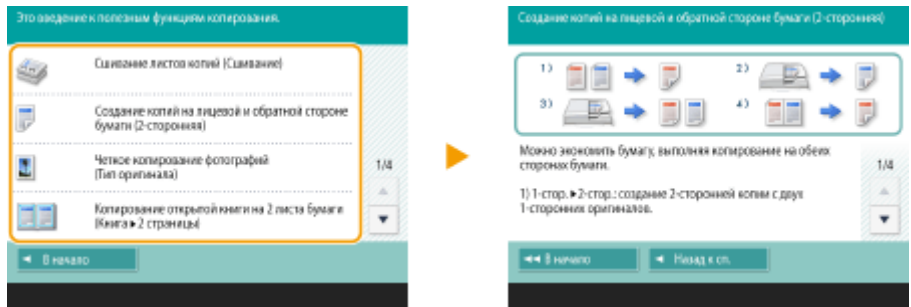 Это введение к полезным функциям копирования.
Сшивание листов копий (Сшивание)
Создание копий на лицевой и обратной стороне
бумаги (2-сторонняя)
Четкое копирование фотографий
(Тип оригинала)
Копирование открытой книги на 2 листа бумаги
(Книга►2 страницы)
1/4
◄ В начало
Создание копий на лицевой и обратной стороне бумаги (2-сторонняя)
1)
2)
3)
4)
Можно экономить бумагу, выполняя копирование на обеих
сторонах бумаги.
1) 1-стор.►2-стор.: создание 2-сторонней копии с двух
1-сторонних оригиналов.
1/4
◄◄ В начало
◄ Назад к сп.